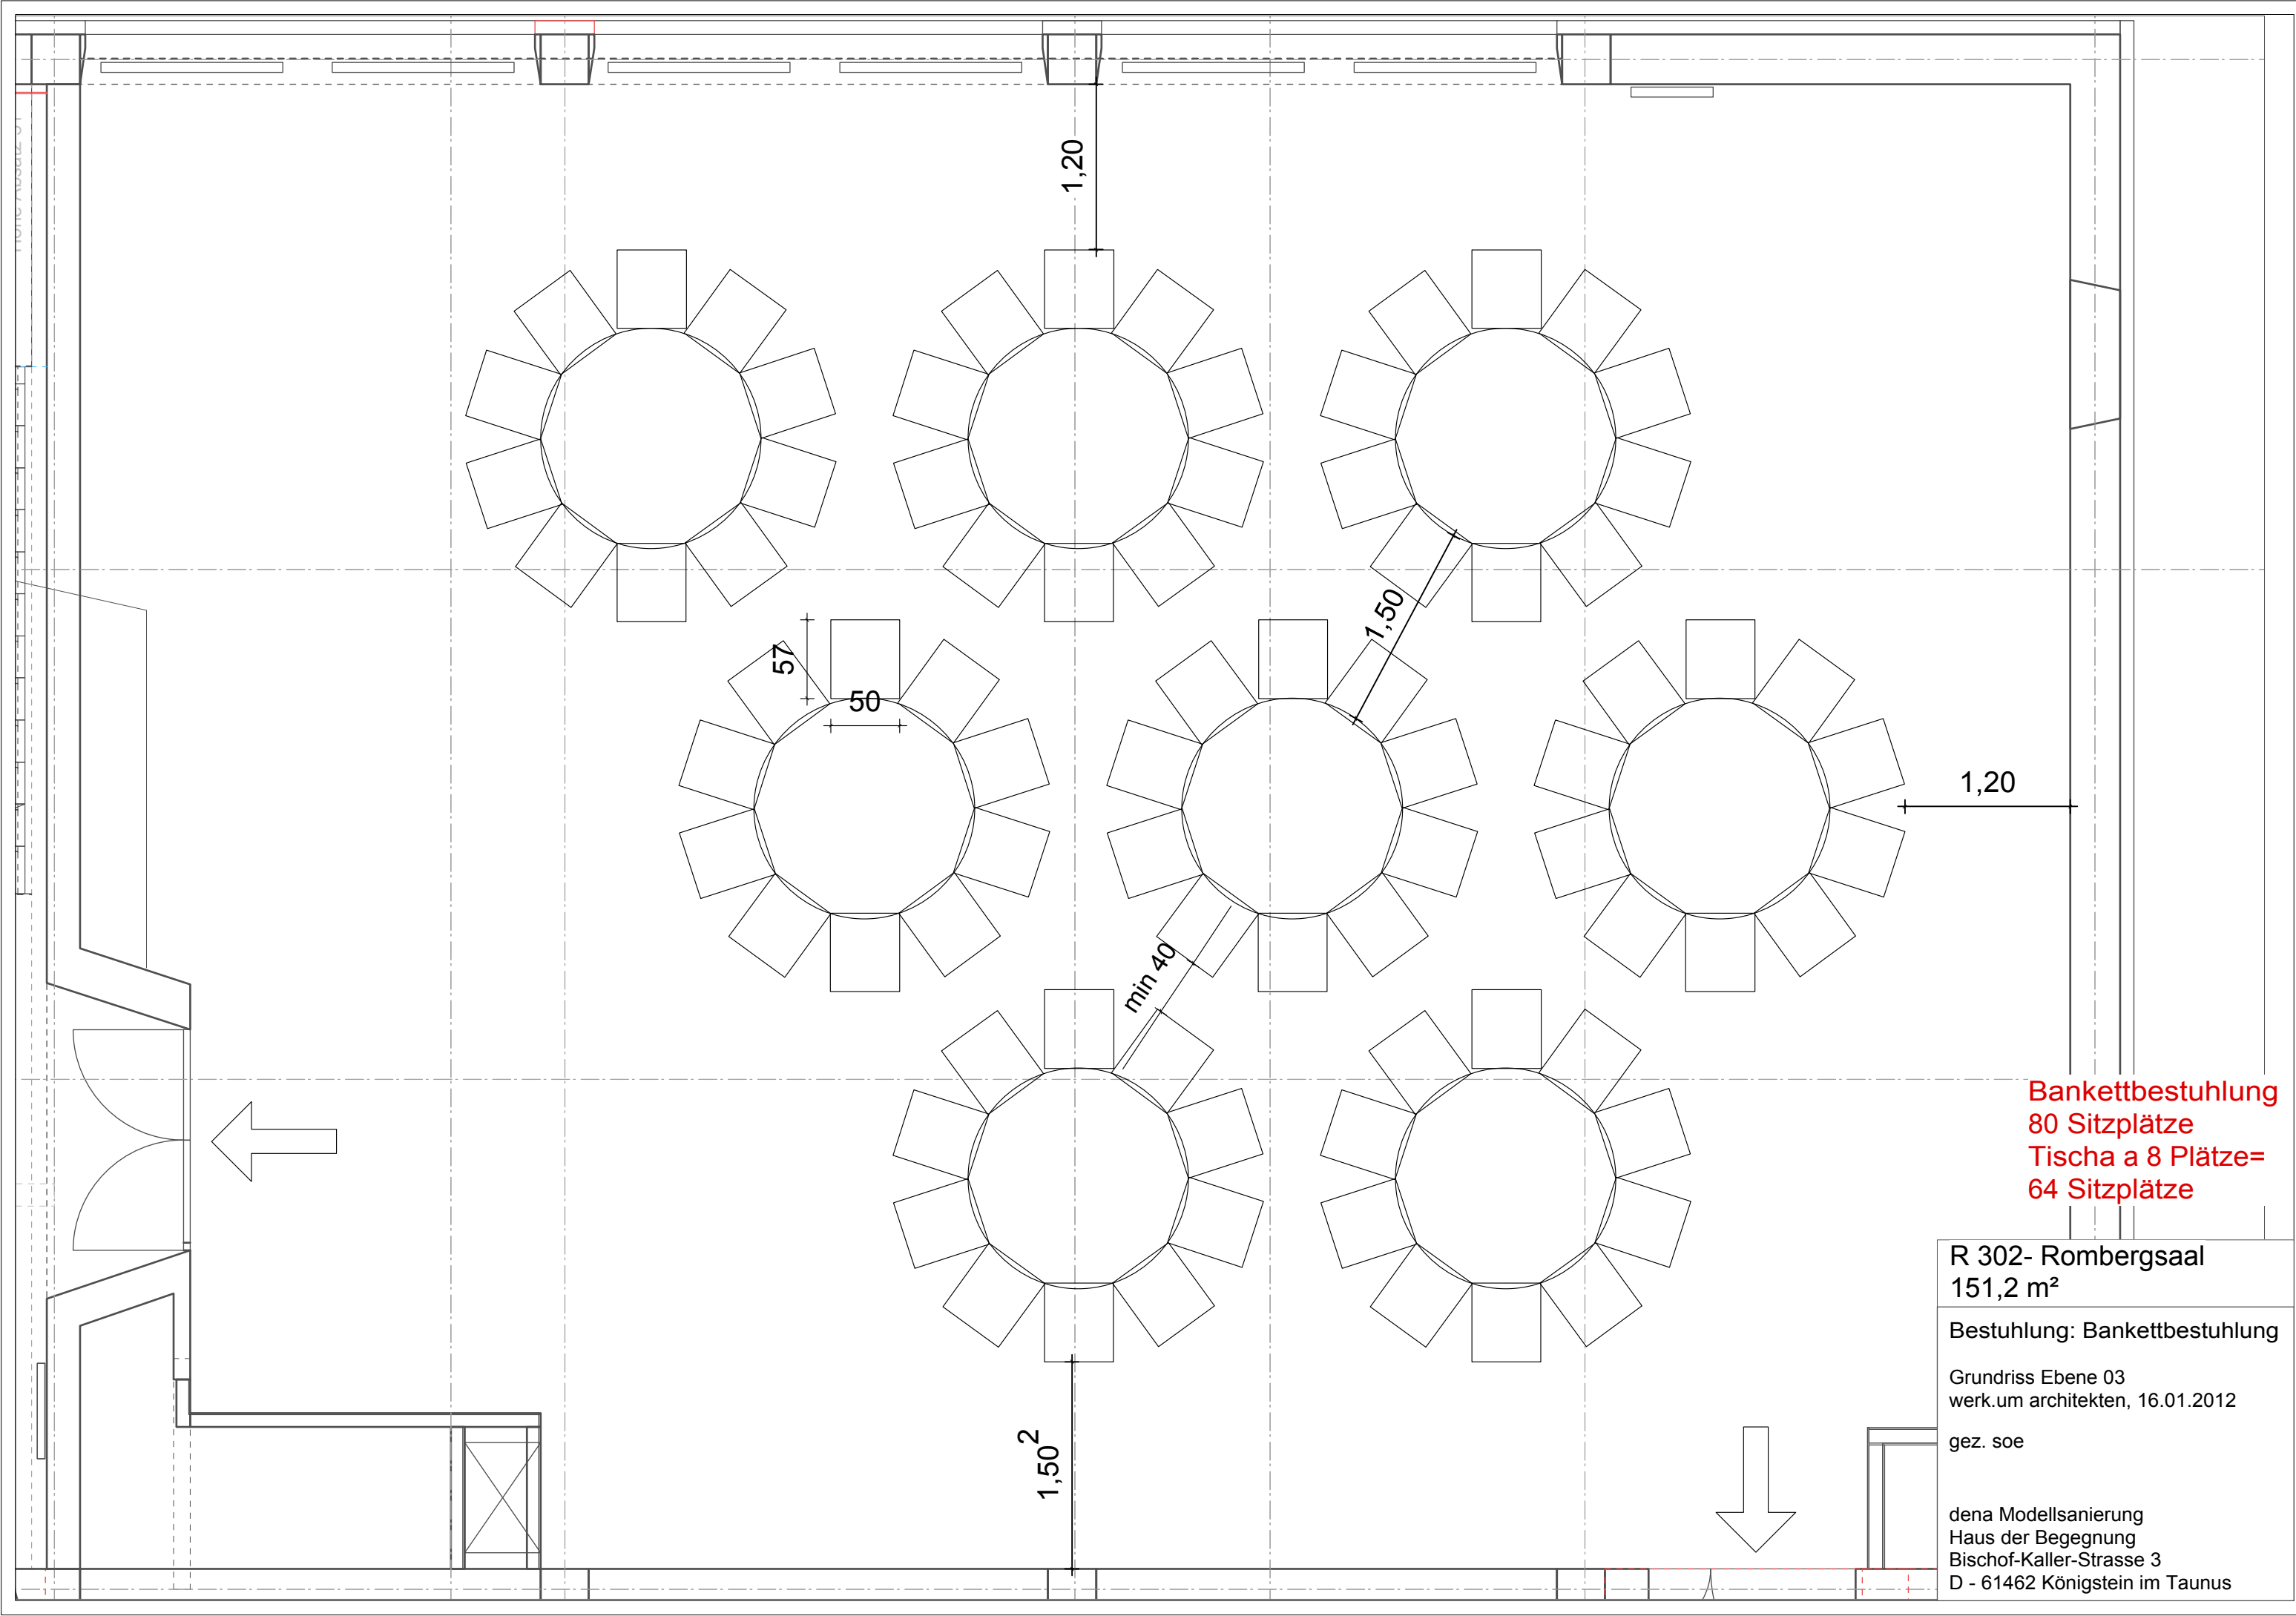 1,20
1,50
57
50
1,20
min 40
1,50²
Bankettbestuhlung
80 Sitzplätze
Tischa a 8 Plätze=
64 Sitzplätze
R 302- Rombergsaal
151,2 m²
Bestuhlung: Bankettbestuhlung
Grundriss Ebene 03
werk.um architekten, 16.01.2012
gez. soe
dena Modellsanierung
Haus der Begegnung
Bischof-Kaller-Strasse 3
D - 61462 Königstein im Taunus